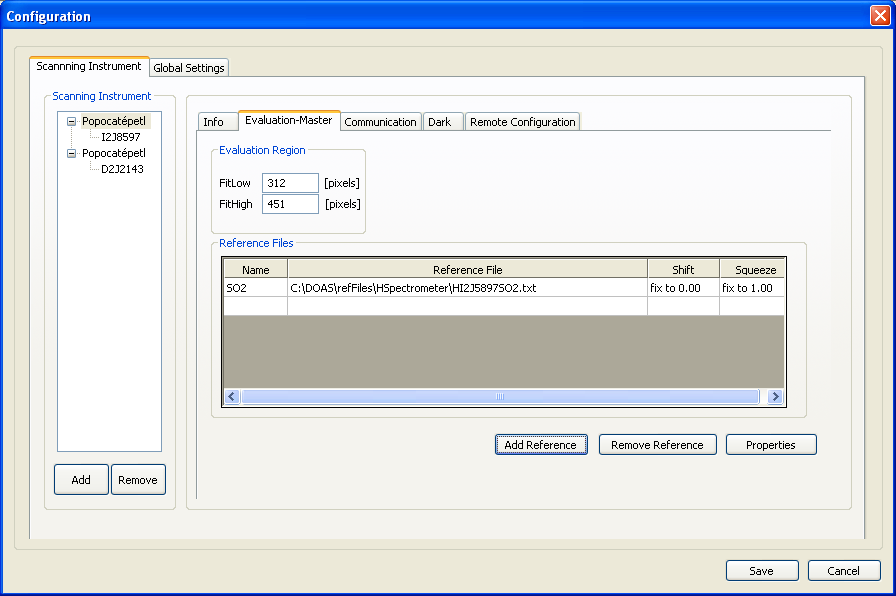 Configuration
Scannning Instrument
Global Settings
Scanning Instrument
Popocatépetl
I2J8597
Popocatépetl
D2J2143
Add
Remove
Info
Evaluation-Master
Communication
Dark
Remote Configuration
Evaluation Region
FitLow 312 [pixels]
FitHigh 451 [pixels]
Reference Files
Name Reference File Shift Squeeze
SO2 C:\DOAS\refFiles\HSpectrometer\HI2J5897SO2.txt fix to 0.00 fix to 1.00
Add Reference Remove Reference Properties
Save Cancel